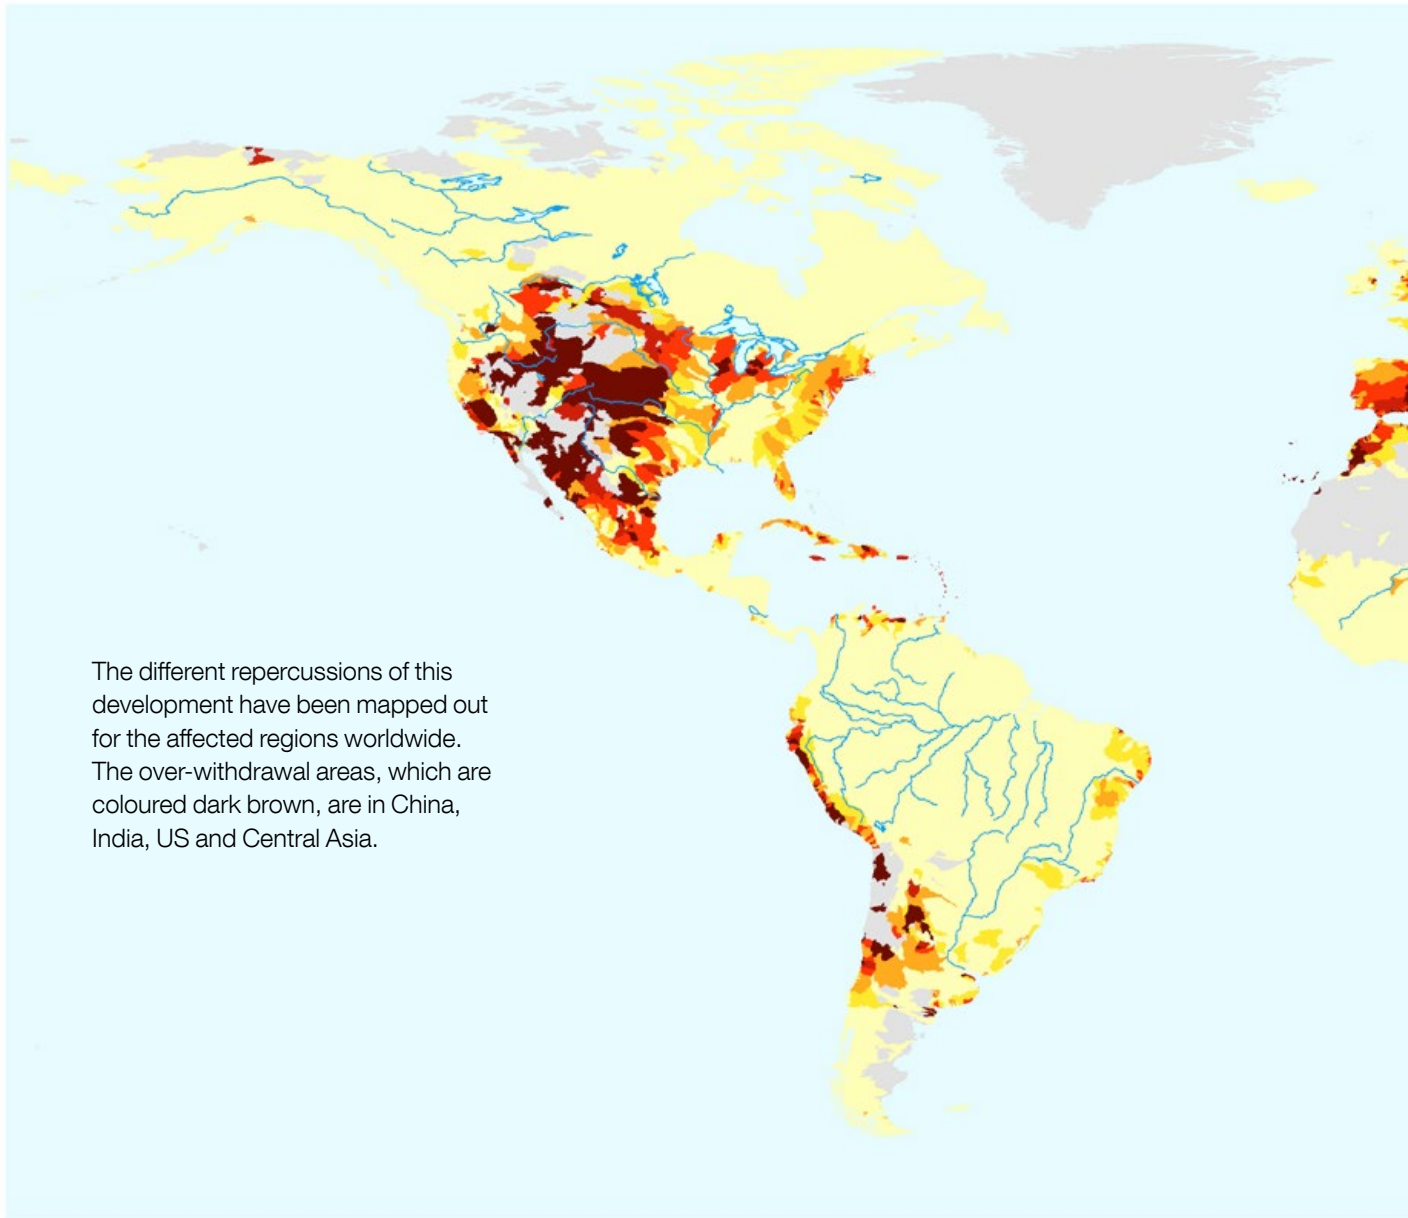 The different repercussions of this
development have been mapped out
for the affected regions worldwide.
The over-withdrawal areas, which are
coloured dark brown, are in China,
India, US and Central Asia.